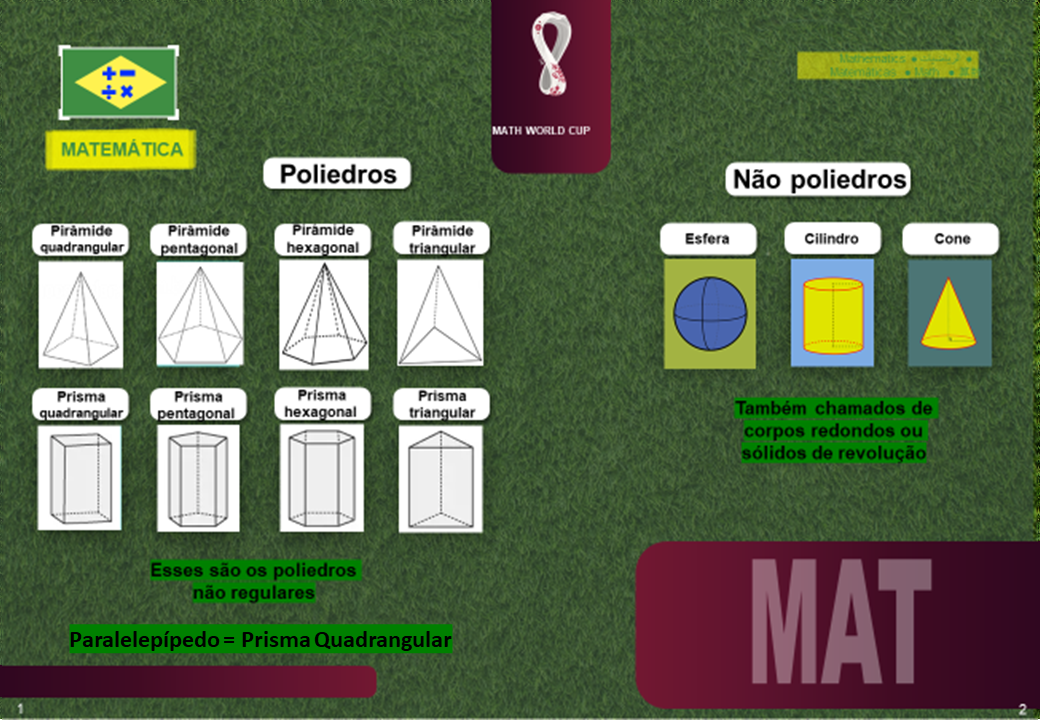 MATH WORLD CUP
Mathematics • رياضيات •
Matemáticas • Math •
MATEMÁTICA
Poliedros
Pirâmide quadrangular
Pirâmide pentagonal
Pirâmide hexagonal
Pirâmide triangular
Prisma quadrangular
Prisma pentagonal
Prisma hexagonal
Prisma triangular
Esses são os poliedros
não regulares
Paralelepípedo = Prisma Quadrangular
1
Não poliedros
Esfera
Cilindro
Cone
Também chamados de
corpos redondos ou
sólidos de revolução
MAT
2